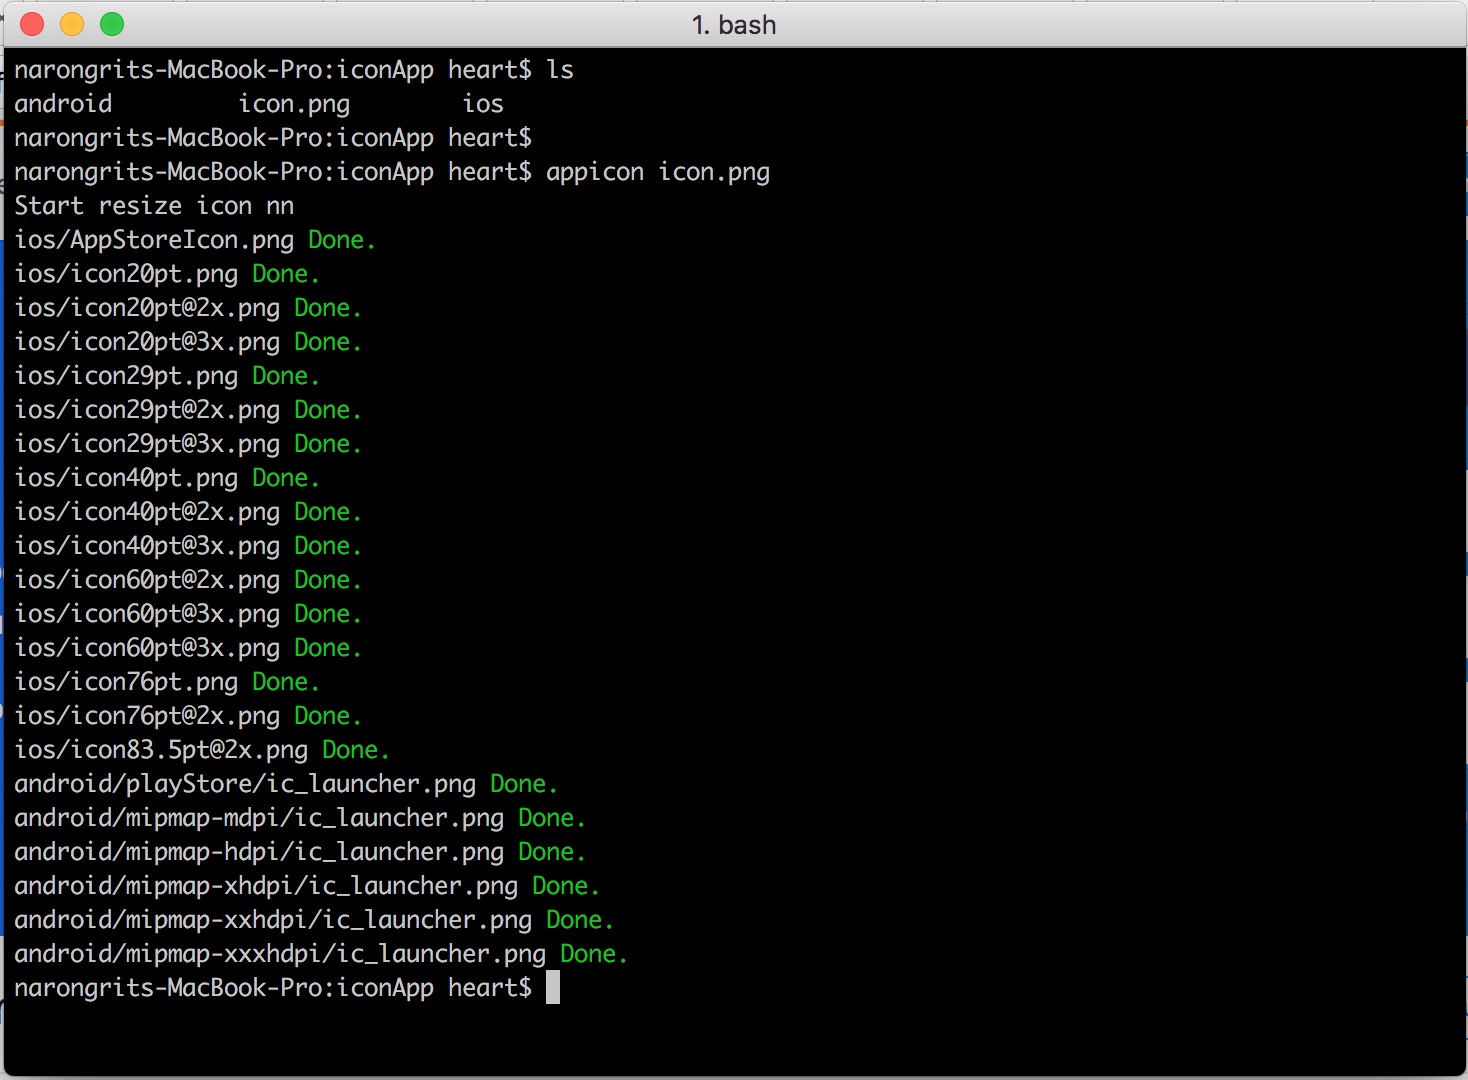 1. bash
narongrits-MacBook-Pro:iconApp heart$ ls
android icon.png ios
narongrits-MacBook-Pro:iconApp heart$
narongrits-MacBook-Pro:iconApp heart$ appicon icon.png
Start resize icon nn
ios/AppStoreIcon.png Done.
ios/icon20pt.png Done.
ios/icon20pt@2x.png Done.
ios/icon20pt@3x.png Done.
ios/icon29pt.png Done.
ios/icon29pt@2x.png Done.
ios/icon29pt@3x.png Done.
ios/icon40pt.png Done.
ios/icon40pt@2x.png Done.
ios/icon40pt@3x.png Done.
ios/icon60pt@2x.png Done.
ios/icon60pt@3x.png Done.
ios/icon60pt@3x.png Done.
ios/icon76pt.png Done.
ios/icon76pt@2x.png Done.
ios/icon83.5pt@2x.png Done.
android/playStore/ic_launcher.png Done.
android/mipmap-mdpi/ic_launcher.png Done.
android/mipmap-hdpi/ic_launcher.png Done.
android/mipmap-xhdpi/ic_launcher.png Done.
android/mipmap-xxhdpi/ic_launcher.png Done.
android/mipmap-xxxhdpi/ic_launcher.png Done.
narongrits-MacBook-Pro:iconApp heart$